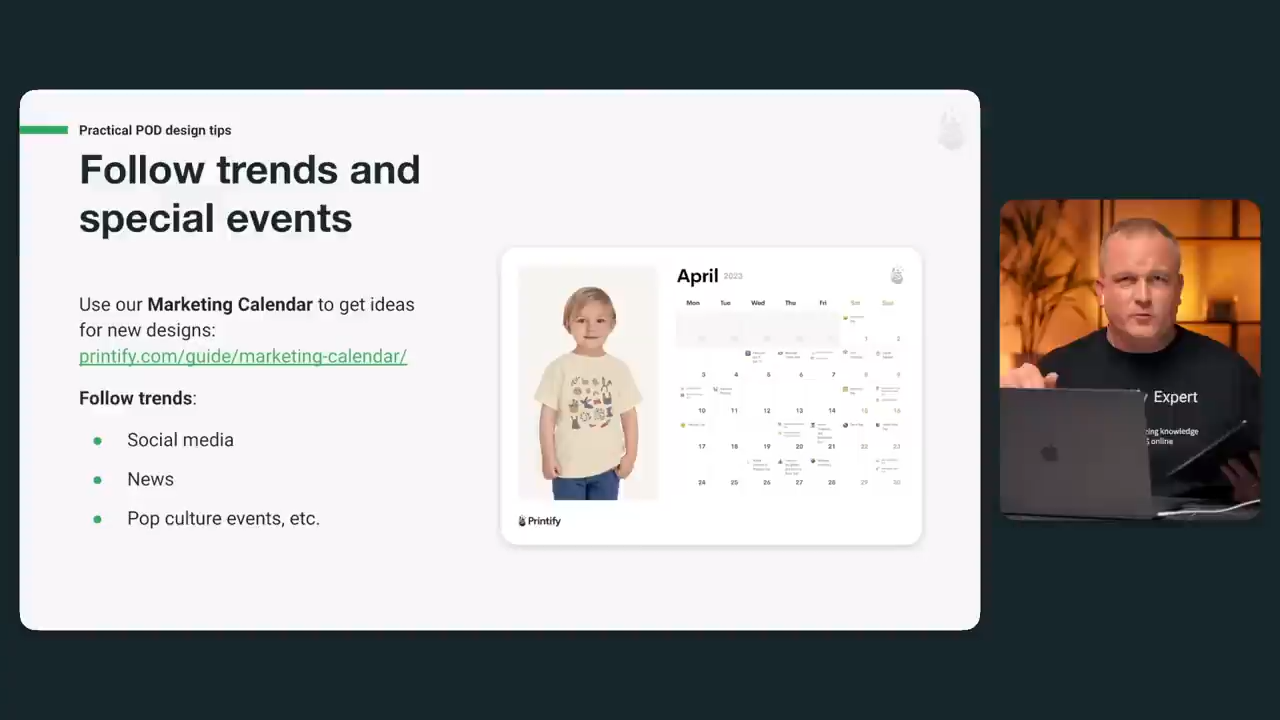 Practical POD design tips
Follow trends and
special events
Use our Marketing Calendar to get ideas
for new designs:
printify.com/guide/marketing-calendar/
Follow trends:
Social media
News
Pop culture events, etc.
April 2023
Mon Tue Wed Thu Fri Sat Sun
1 2
3 4 5 6 7 8 9
10 11 12 13 14 15 16
17 18 19 20 21 22 23
24 25 26 27 28 29 30
Printify
Expert
knowledge
online